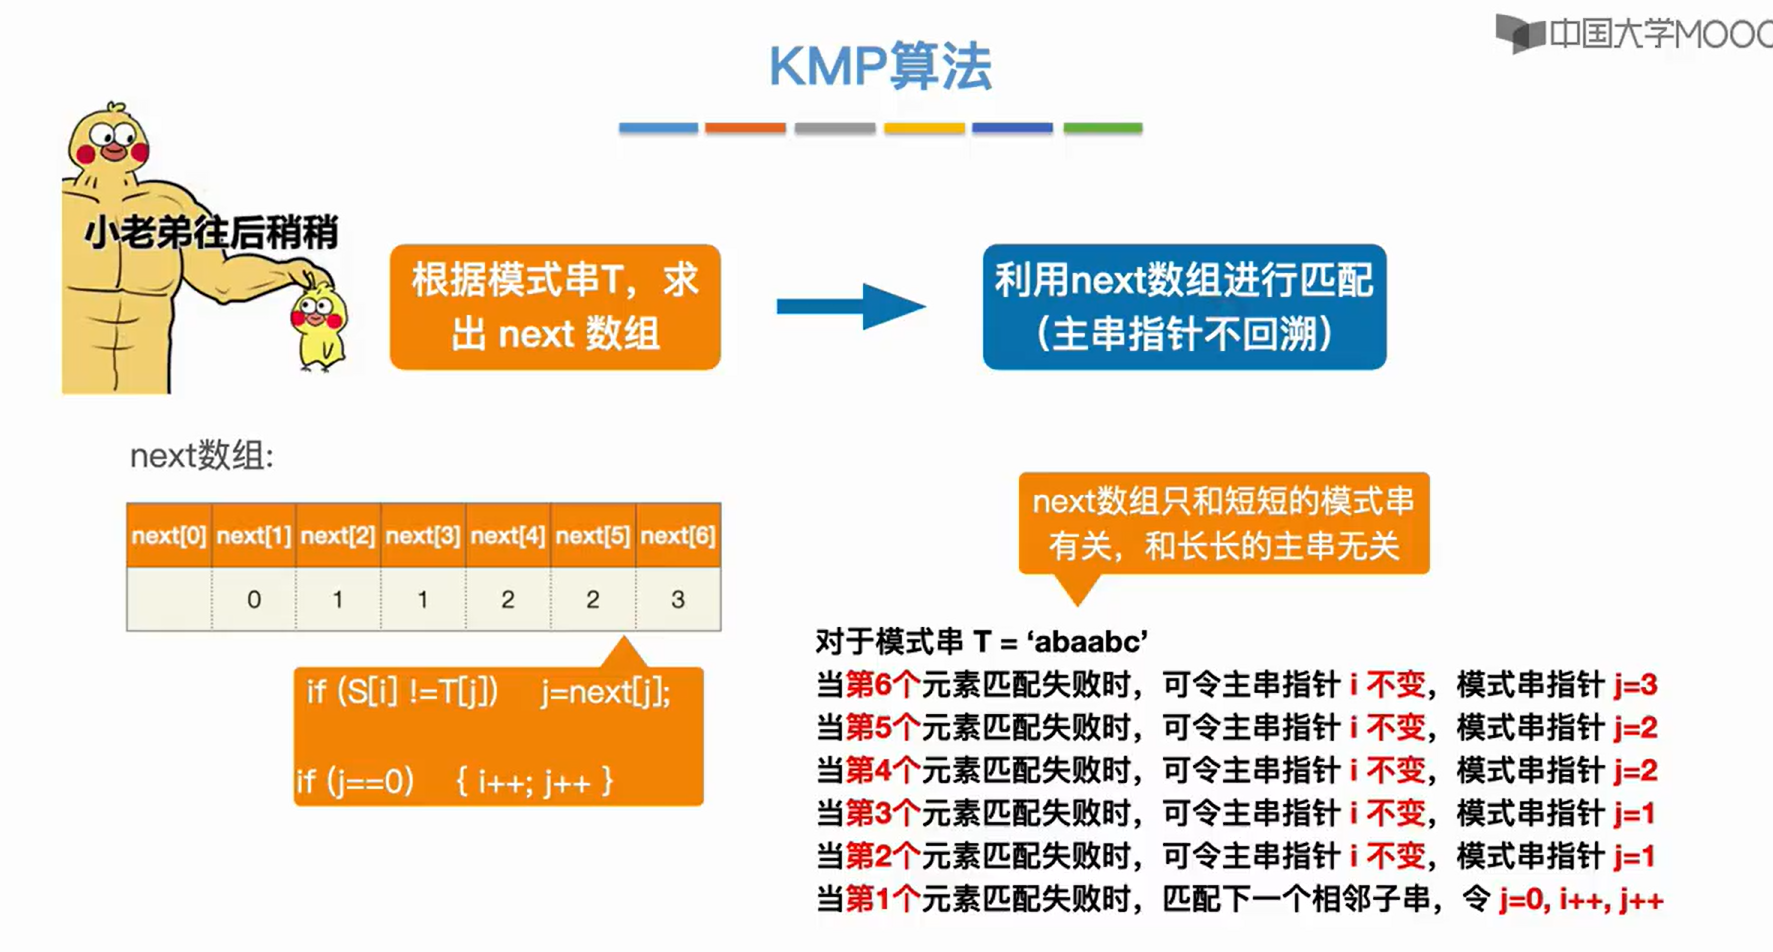 中国大学MOOC
KMP算法
小老弟往后稍稍
根据模式串T，求
出 next 数组
利用next数组进行匹配
（主串指针不回溯）
next数组:
next[0] next[1] next[2] next[3] next[4] next[5] next[6]
0 1 1 2 2 3
if (S[i] !=T[j]) j=next[j];
if (j==0) { i++; j++ }
next数组只和短短的模式串
有关，和长长的主串无关
对于模式串 T = ‘abaabc’
当第6个元素匹配失败时，可令主串指针 i 不变，模式串指针 j=3
当第5个元素匹配失败时，可令主串指针 i 不变，模式串指针 j=2
当第4个元素匹配失败时，可令主串指针 i 不变，模式串指针 j=2
当第3个元素匹配失败时，可令主串指针 i 不变，模式串指针 j=1
当第2个元素匹配失败时，可令主串指针 i 不变，模式串指针 j=1
当第1个元素匹配失败时，匹配下一个相邻子串，令 j=0, i++, j++